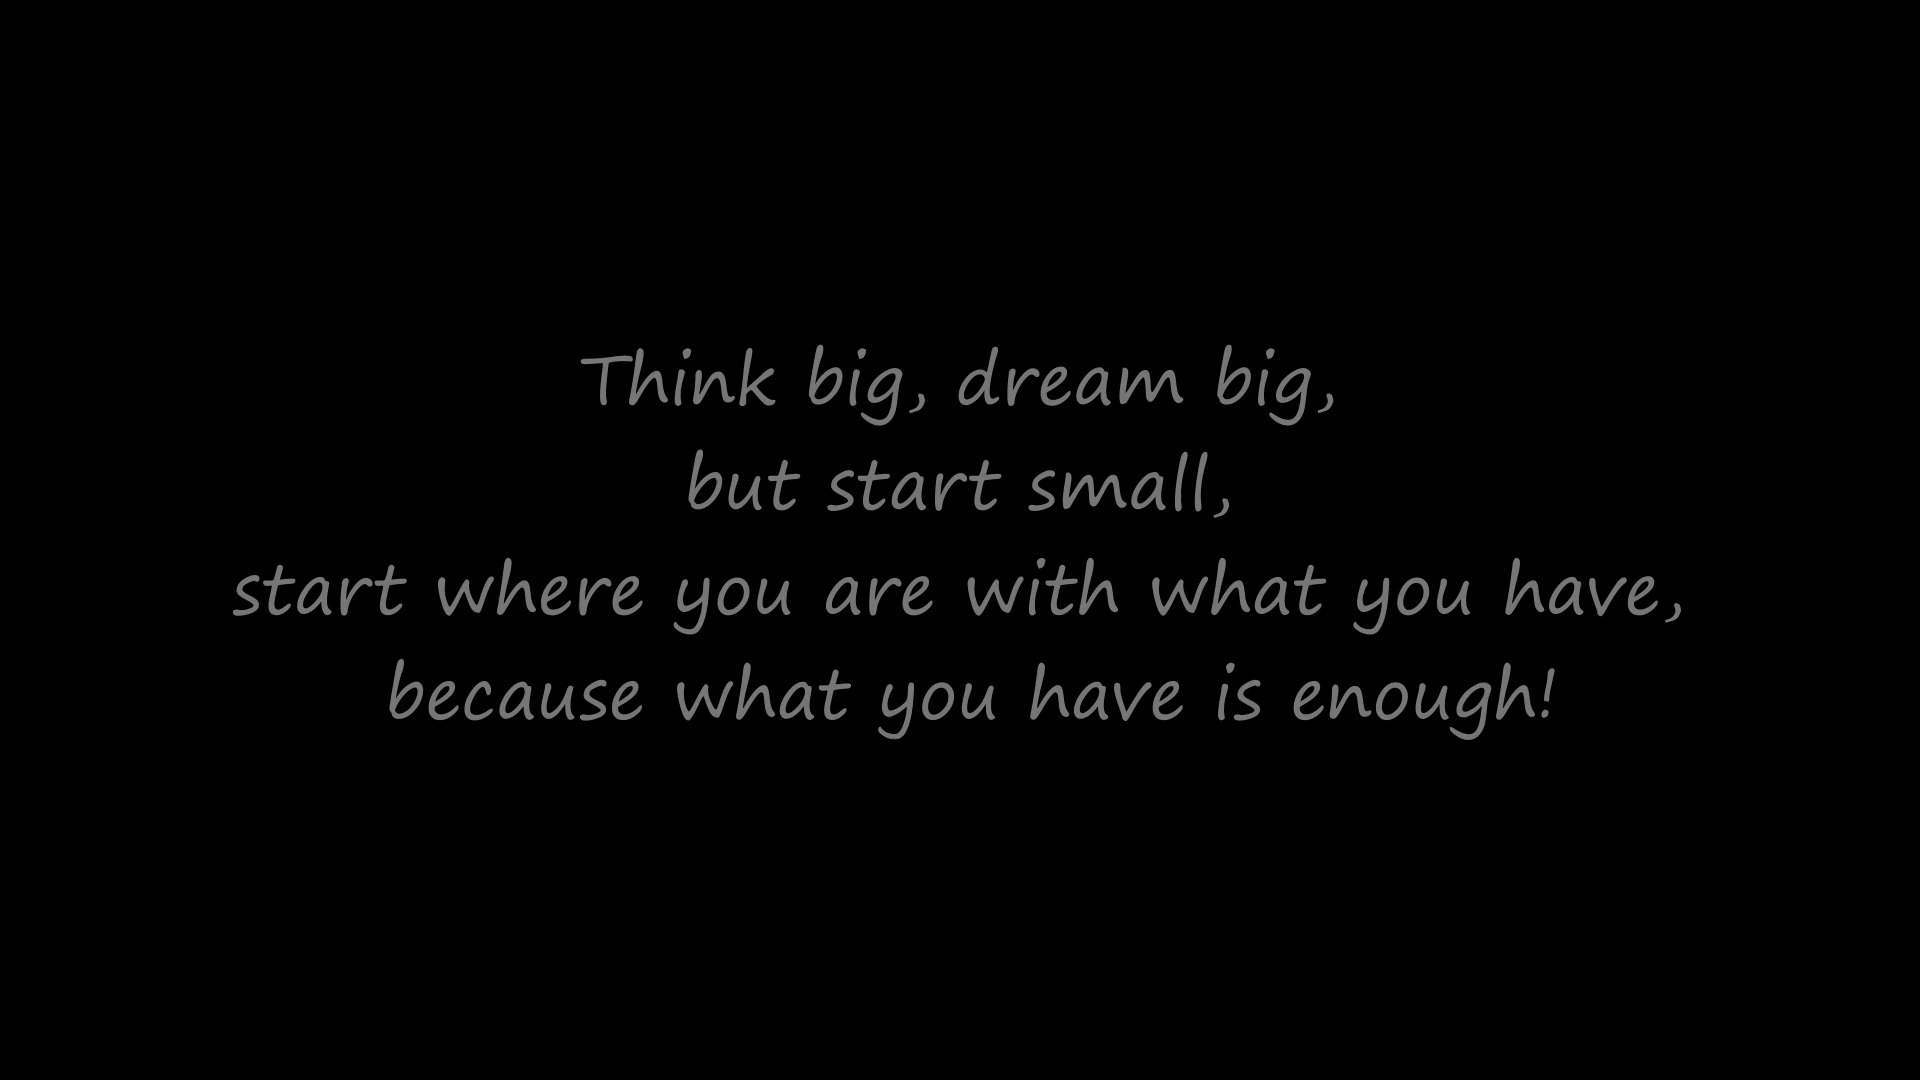 Think big, dream big,
but start small,
start where you are with what you have,
because what you have is enough!